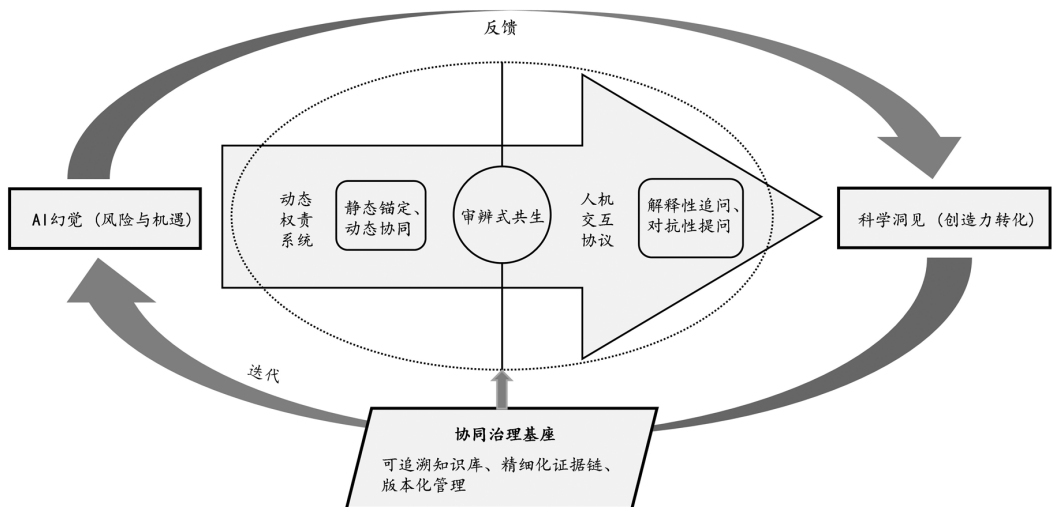 反馈
动态
权责
系统
静态锚定、
动态协同
审辨式共生
人机
交互
协议
解释性追问、
对抗性提问
AI幻觉 (风险与机遇)
科学洞见 (创造力转化)
迭代
协同治理基座
可追溯知识库、精细化证据链、
版本化管理